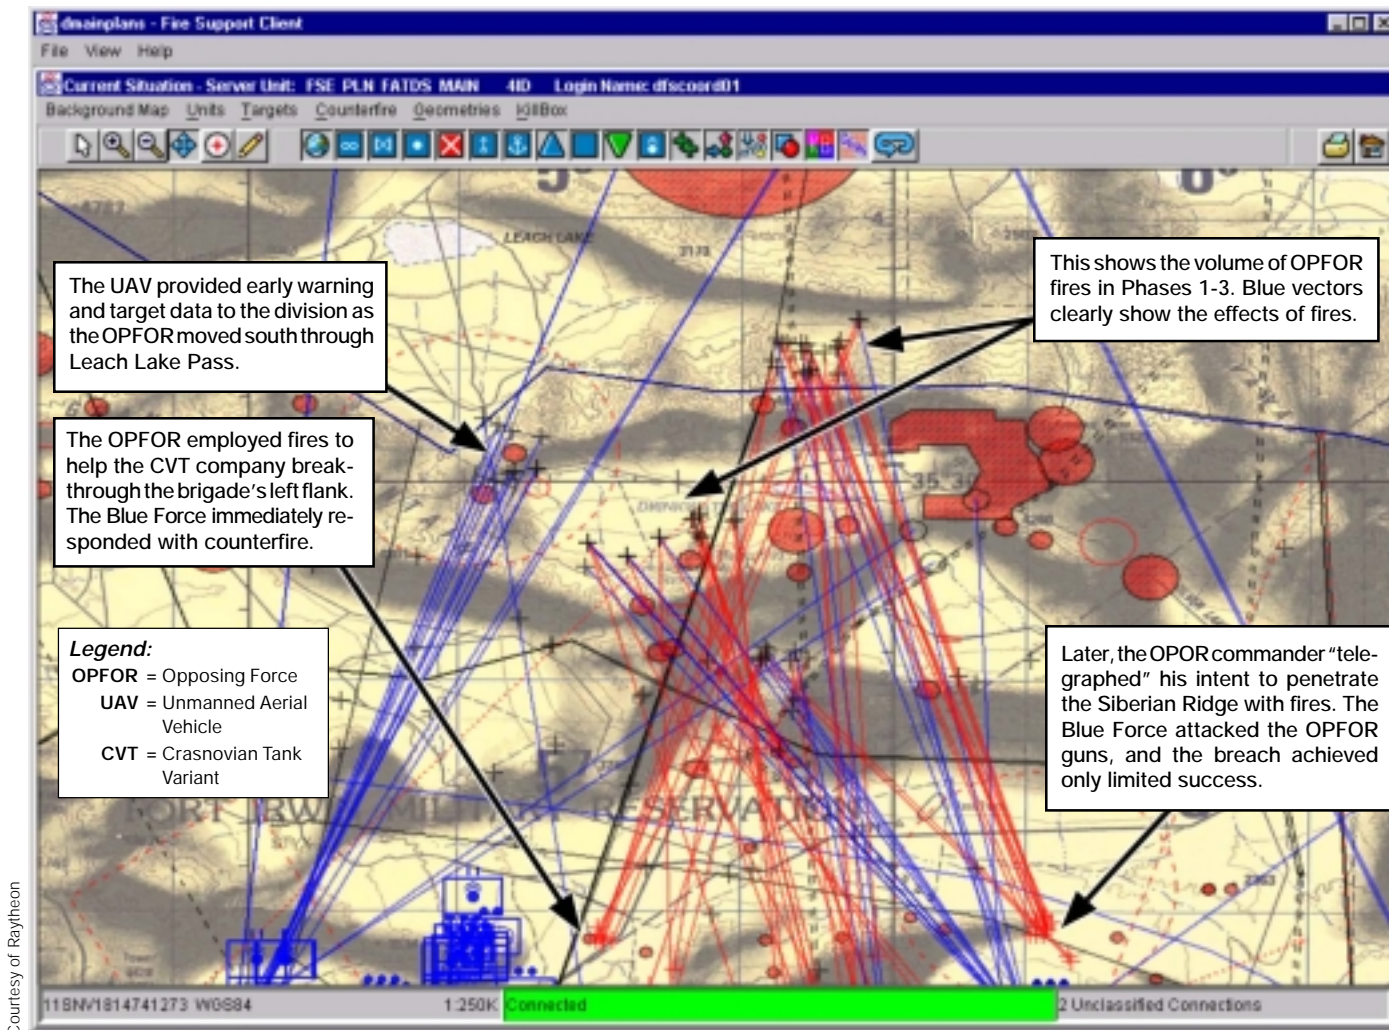 dmainplans - Fire Support Client
File View Help
Current Situation - Server Unit: FSE PLN FATDS MAIN 4ID Login Name: dfscoord01
Background Map Units Targets Counterfire Geometries KillBox
LEACH LAKE
The UAV provided early warning
and target data to the division as
the OPFOR moved south through
Leach Lake Pass.
This shows the volume of OPFOR
fires in Phases 1-3. Blue vectors
clearly show the effects of fires.
The OPFOR employed fires to
help the CVT company break-
through the brigade's left flank.
The Blue Force immediately re-
sponded with counterfire.
Legend:
OPFOR = Opposing Force
UAV = Unmanned Aerial
Vehicle
CVT = Crasnovian Tank
Variant
Later, the OPOR commander "tele-
graphed" his intent to penetrate
the Siberian Ridge with fires. The
Blue Force attacked the OPFOR
guns, and the breach achieved
only limited success.
FORT IRWIN MILITARY RESERVATION
11SNV1814741273 WGS84 1:250K Connected 2 Unclassified Connections
Courtesy of Raytheon